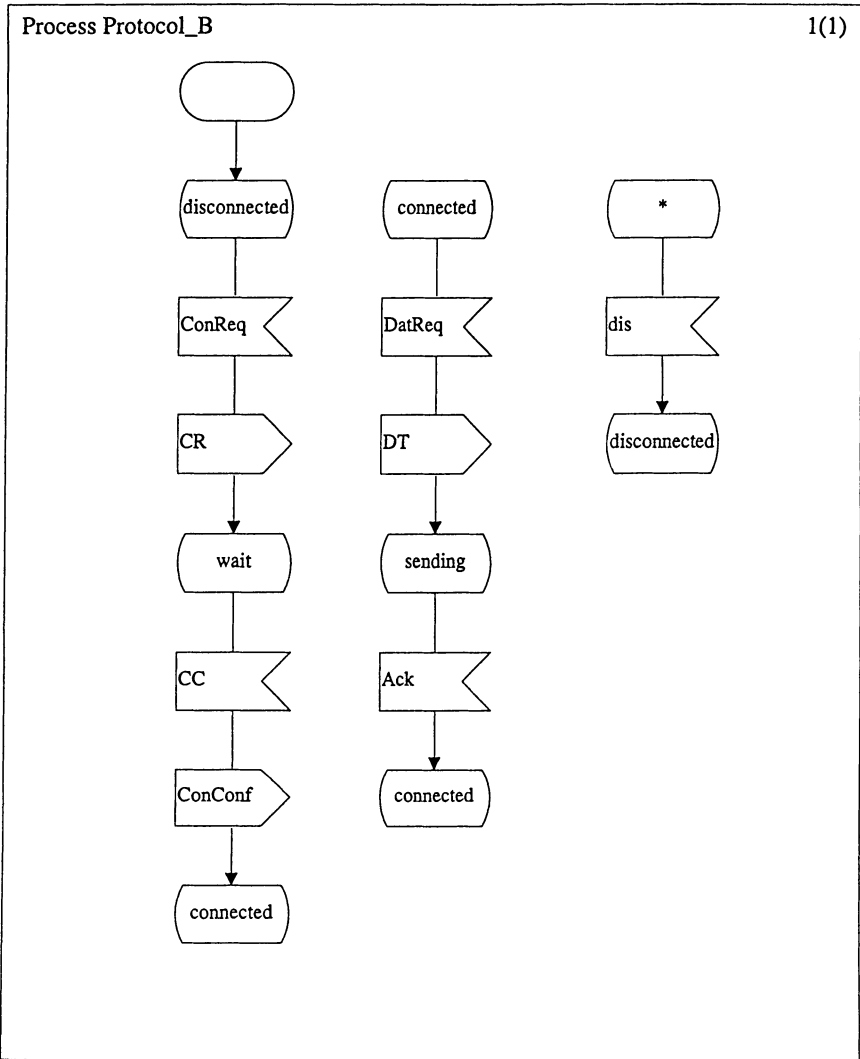 Process Protocol_B 1(1)
disconnected
ConReq
CR
wait
CC
ConConf
connected
connected
DatReq
DT
sending
Ack
connected
*
dis
disconnected